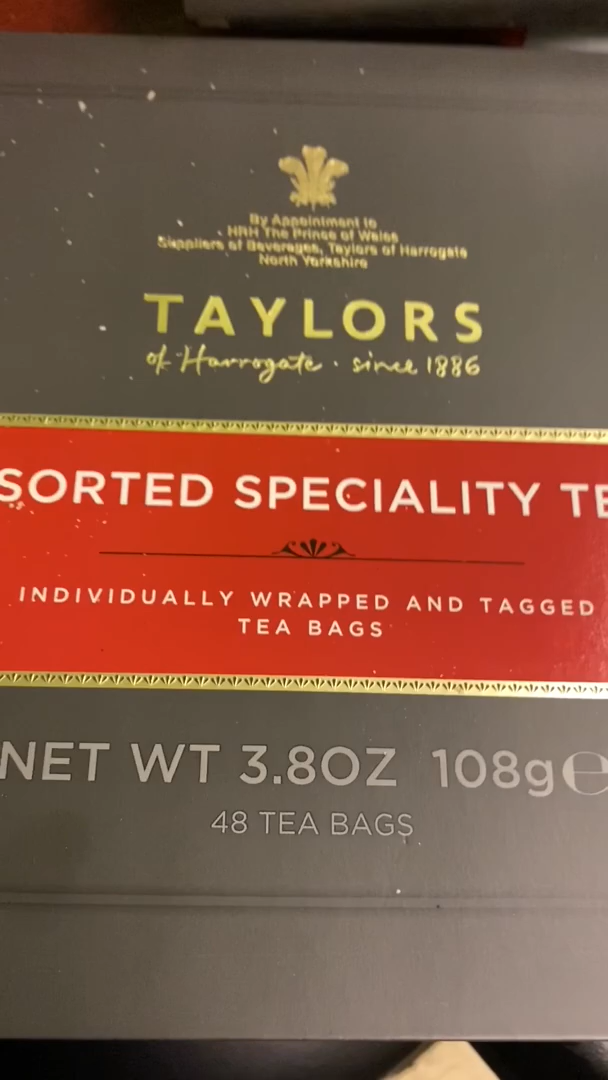 By Appointment to
HRH The Prince of Wales
Suppliers of Beverages, Taylors of Harrogate
North Yorkshire
TAYLORS
of Harrogate · since 1886
SORTED SPECIALITY TE
INDIVIDUALLY WRAPPED AND TAGGED
TEA BAGS
NET WT 3.8OZ 108g℮
48 TEA BAGS